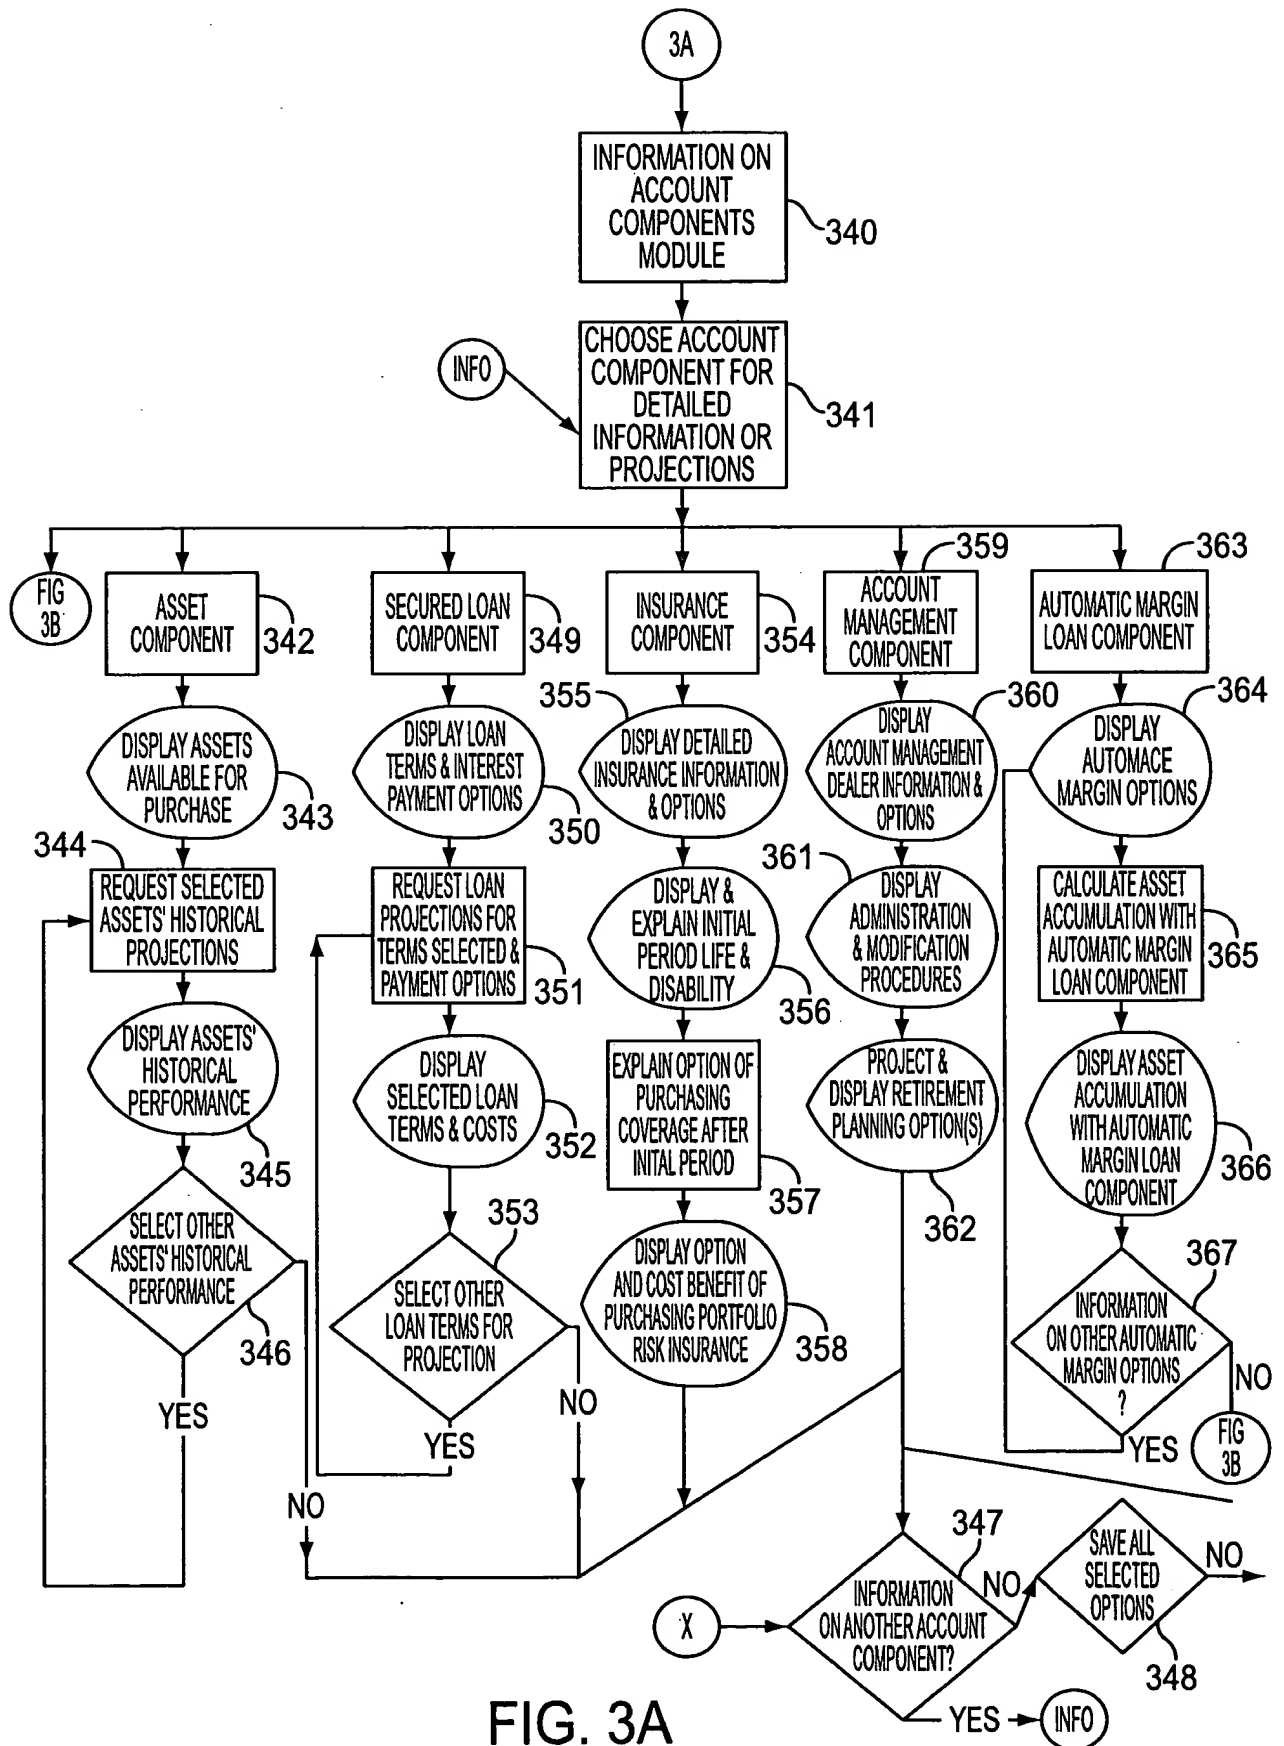 3A
INFORMATION ON
ACCOUNT
COMPONENTS
MODULE
340
INFO
CHOOSE ACCOUNT
COMPONENT FOR
DETAILED
INFORMATION OR
PROJECTIONS
341
FIG
3B
ASSET
COMPONENT
342
DISPLAY ASSETS
AVAILABLE FOR
PURCHASE
343
344
REQUEST SELECTED
ASSETS' HISTORICAL
PROJECTIONS
DISPLAY ASSETS'
HISTORICAL
PERFORMANCE
345
SELECT OTHER
ASSETS' HISTORICAL
PERFORMANCE
346
YES
NO
SECURED LOAN
COMPONENT
349
DISPLAY LOAN
TERMS & INTEREST
PAYMENT OPTIONS
350
REQUEST LOAN
PROJECTIONS FOR
TERMS SELECTED &
PAYMENT OPTIONS
351
DISPLAY
SELECTED LOAN
TERMS & COSTS
352
353
SELECT OTHER
LOAN TERMS FOR
PROJECTION
YES
NO
INSURANCE
COMPONENT
354
355
DISPLAY DETAILED
INSURANCE INFORMATION
& OPTIONS
DISPLAY &
EXPLAIN INITIAL
PERIOD LIFE &
DISABILITY
356
EXPLAIN OPTION OF
PURCHASING
COVERAGE AFTER
INITAL PERIOD
357
DISPLAY OPTION
AND COST BENEFIT OF
PURCHASING PORTFOLIO
RISK INSURANCE
358
359
ACCOUNT
MANAGEMENT
COMPONENT
360
DISPLAY
ACCOUNT MANAGEMENT
DEALER INFORMATION &
OPTIONS
361
DISPLAY
ADMINISTRATION
& MODIFICATION
PROCEDURES
PROJECT &
DISPLAY RETIREMENT
PLANNING OPTION(S)
362
363
AUTOMATIC MARGIN
LOAN COMPONENT
364
DISPLAY
AUTOMACE
MARGIN OPTIONS
CALCULATE ASSET
ACCUMULATION WITH
AUTOMATIC MARGIN
LOAN COMPONENT
365
DISPLAY ASSET
ACCUMULATION
WITH AUTOMATIC
MARGIN LOAN
COMPONENT
366
367
INFORMATION
ON OTHER AUTOMATIC
MARGIN OPTIONS
?
YES
NO
FIG
3B
X
347
INFORMATION
ON ANOTHER ACCOUNT
COMPONENT?
NO
YES
INFO
SAVE ALL
SELECTED
OPTIONS
348
NO
FIG. 3A